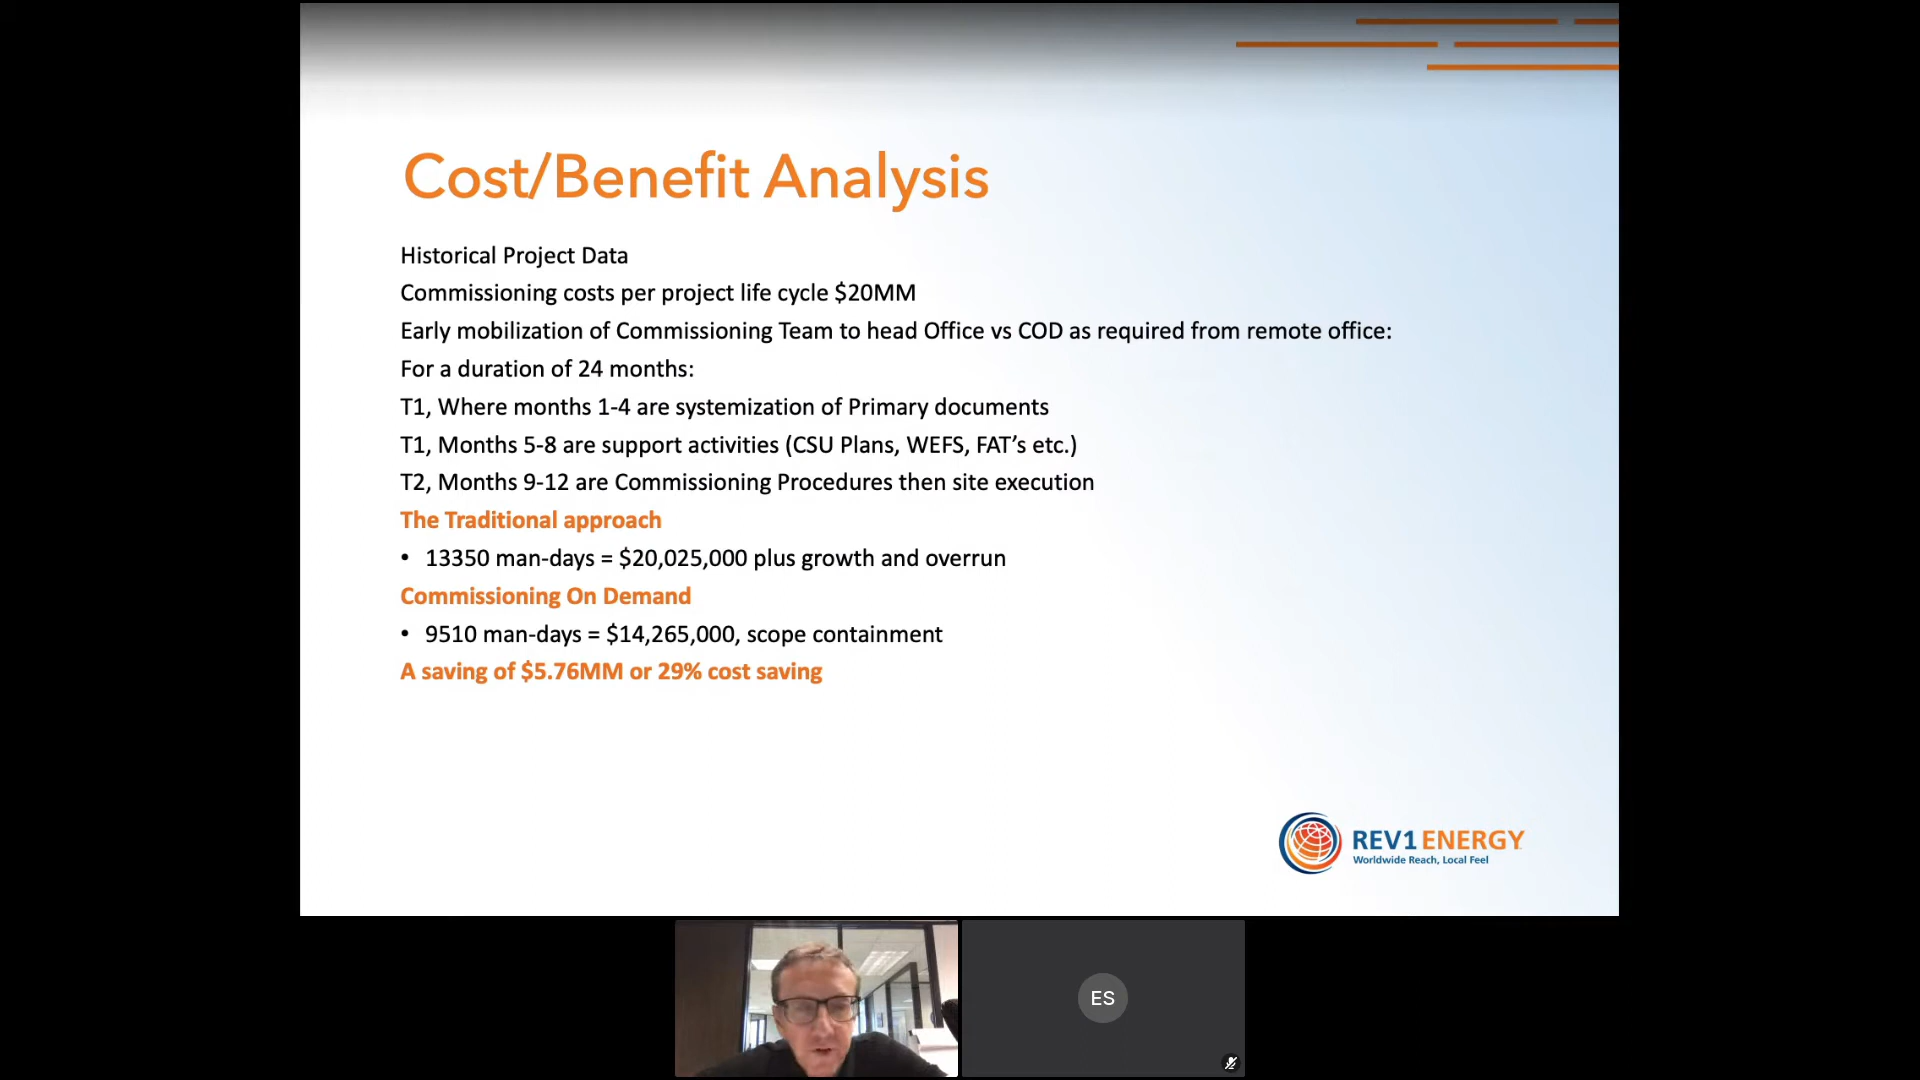 Cost/Benefit Analysis
Historical Project Data
Commissioning costs per project life cycle $20MM
Early mobilization of Commissioning Team to head Office vs COD as required from remote office:
For a duration of 24 months:
T1, Where months 1-4 are systemization of Primary documents
T1, Months 5-8 are support activities (CSU Plans, WEFS, FAT’s etc.)
T2, Months 9-12 are Commissioning Procedures then site execution
The Traditional approach
• 13350 man-days = $20,025,000 plus growth and overrun
Commissioning On Demand
• 9510 man-days = $14,265,000, scope containment
A saving of $5.76MM or 29% cost saving
REV1 ENERGY
Worldwide Reach, Local Feel
ES